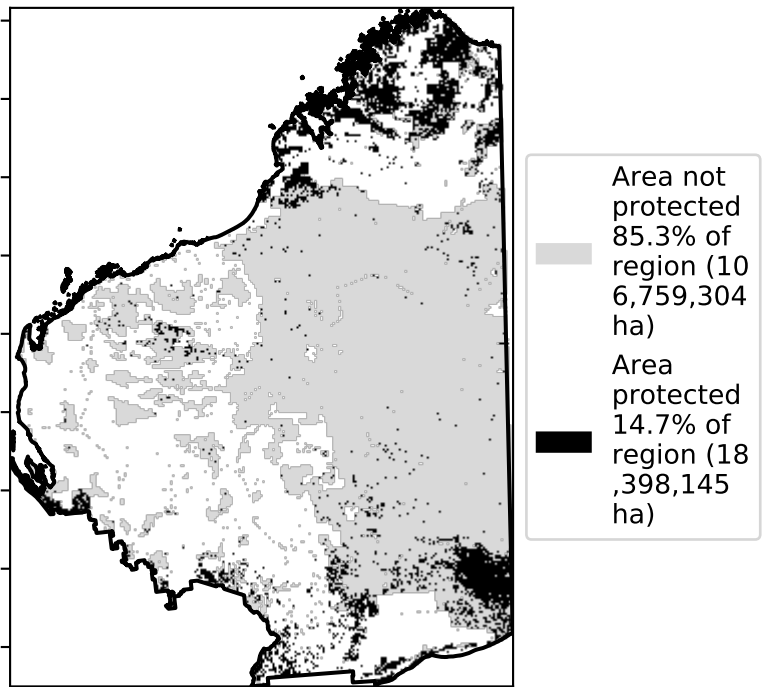 Area not
protected
85.3% of
region (10
6,759,304
ha)
Area
protected
14.7% of
region (18
,398,145
ha)